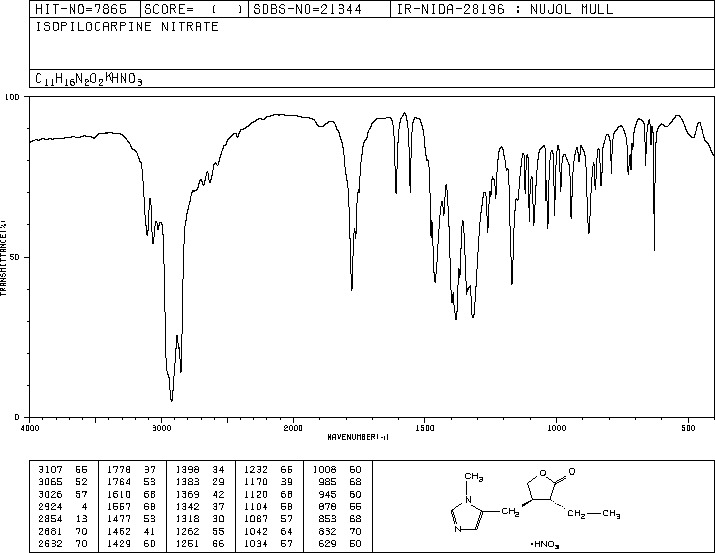 HIT-NO=7865 SCORE= ( ) SDBS-NO=21344 IR-NIDA-28196 : NUJOL MULL
ISOPILOCARPINE NITRATE
C11H16N2O2XHNO3
100
50
0
TRANSMITTANCE(%)
4000 3000 2000 1500 1000 500
WAVENUMBER(-1)
3107 55 1778 37 1398 34 1232 66 1008 60
3065 52 1764 53 1383 29 1170 39 985 68
3026 57 1610 68 1369 42 1120 68 945 60
2924 4 1557 68 1342 37 1104 58 878 55
2854 13 1477 53 1318 30 1087 57 853 68
2681 70 1462 41 1262 55 1042 64 832 70
2632 70 1429 60 1251 66 1034 57 629 50
CH3
N
N
CH2
O
O
CH2
CH3
·HNO3